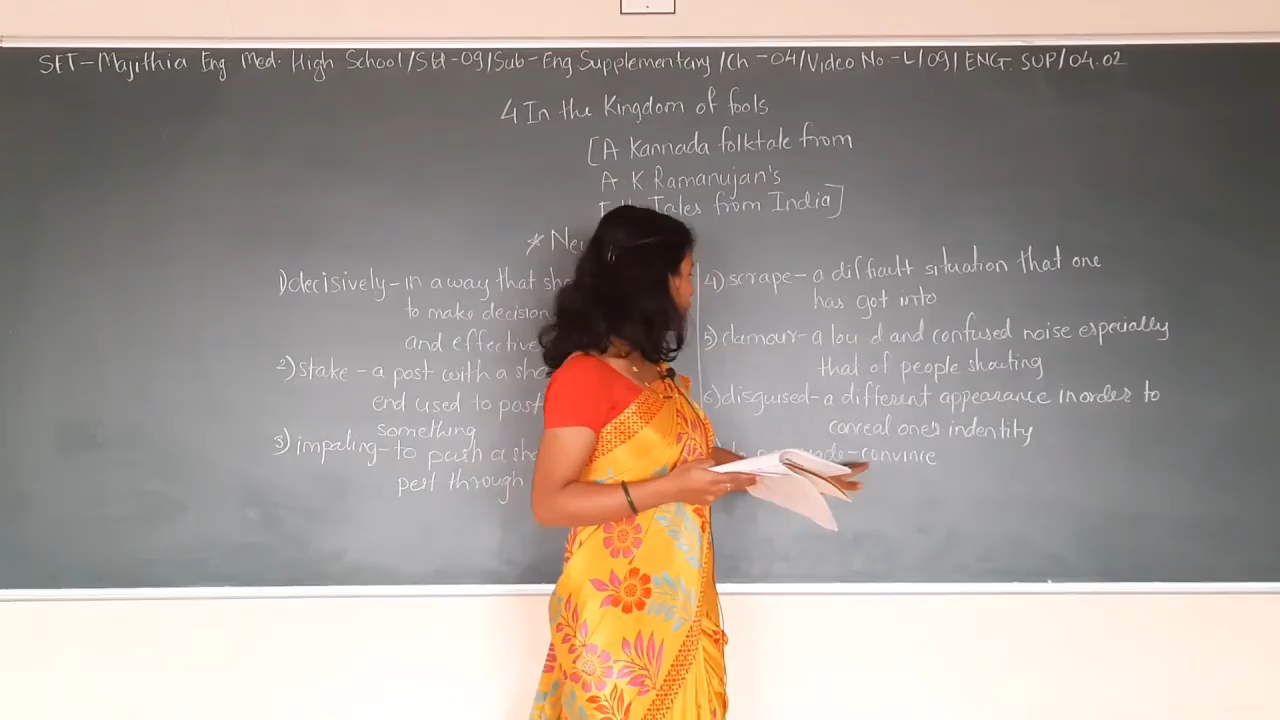 SET-Majithia Eng Med. High School/Std-09/Sub-Eng Supplementary/Ch-04/Video No.-L/09/ENG. SUP/04.02
4 In the Kingdom of fools
[A Kannada folktale from
A K Ramanujan's
Tales from India]
*
1) decisively-in a way that
to make decision
and effective
2) stake-a post with a
end used to post
something
3) impaling-to push a
pest through
4) scrape-a difficult situation that one
has got into
5) clamour-a loud and confused noise especially
that of people shouting
6) disguised-a different appearance inorder to
conceal one's indentity
-convince